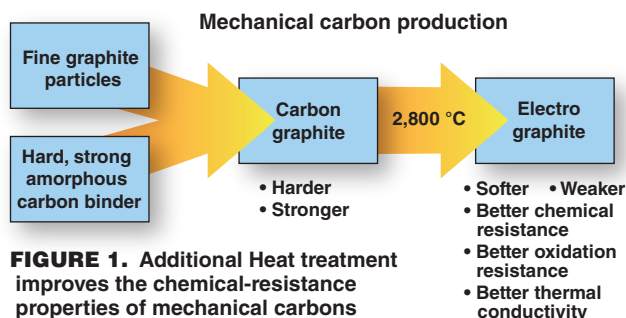 Mechanical carbon production
Fine graphite
particles
Hard, strong
amorphous
carbon binder
Carbon
graphite
2,800 °C
Electro
graphite
• Harder
• Stronger
• Softer • Weaker
• Better chemical
resistance
• Better oxidation
resistance
• Better thermal
conductivity
FIGURE 1. Additional Heat treatment
improves the chemical-resistance
properties of mechanical carbons